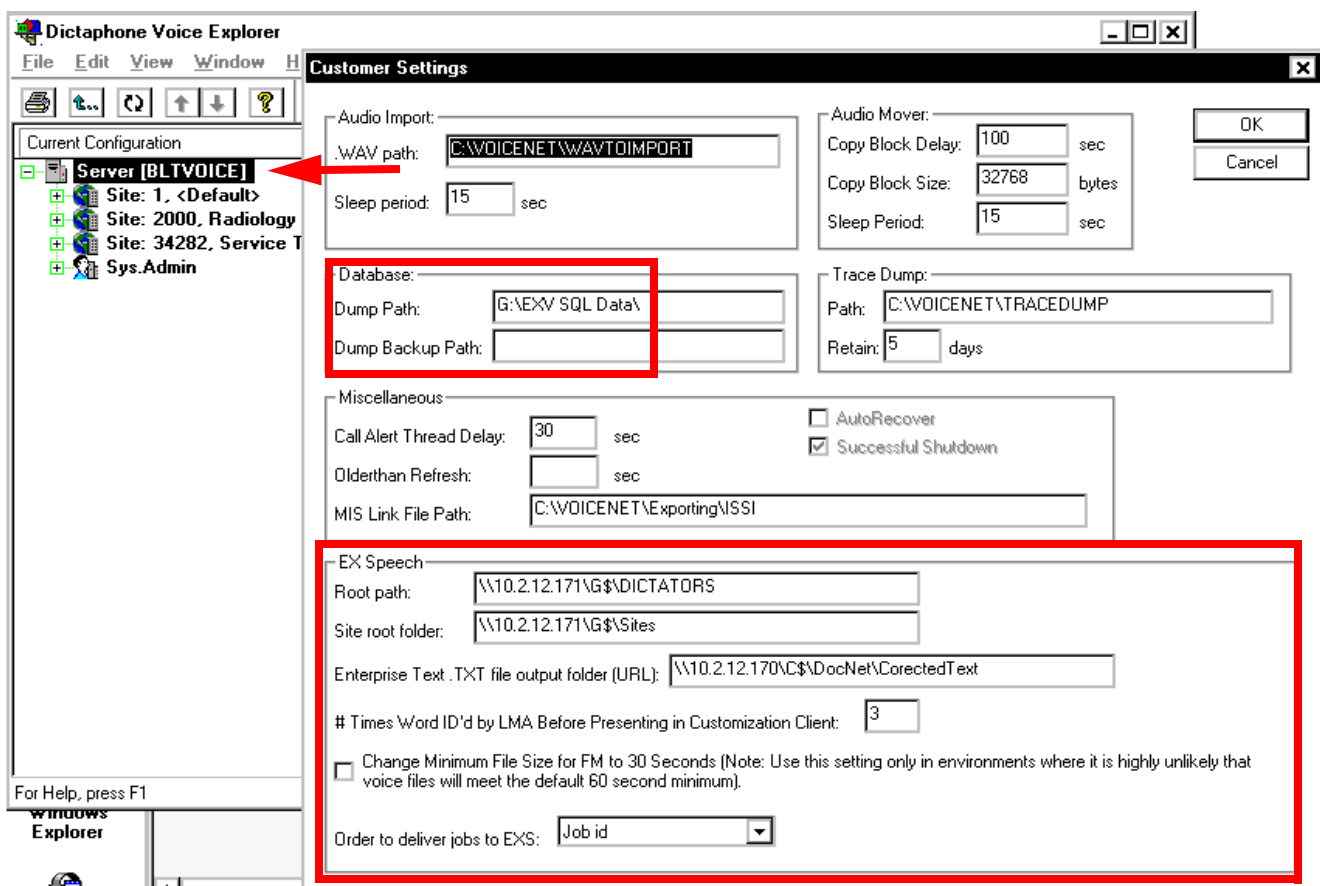 Dictaphone Voice Explorer
File Edit View Window H
Current Configuration
Server [BLTVOICE]
Site: 1, <Default>
Site: 2000, Radiology
Site: 34282, Service T
Sys.Admin
For Help, press F1
Windows
Explorer
Customer Settings
Audio Import:
.WAV path: C:\VOICENET\WAVTOIMPORT
Sleep period: 15 sec
Audio Mover:
Copy Block Delay: 100 sec
Copy Block Size: 32768 bytes
Sleep Period: 15 sec
OK
Cancel
Database:
Dump Path: G:\EXV SQL Data\
Dump Backup Path:
Trace Dump:
Path: C:\VOICENET\TRACEDUMP
Retain: 5 days
Miscellaneous
Call Alert Thread Delay: 30 sec
Olderthan Refresh: sec
MIS Link File Path: C:\VOICENET\Exporting\ISSI
AutoRecover
Successful Shutdown
EX Speech
Root path: \\10.2.12.171\G$\DICTATORS
Site root folder: \\10.2.12.171\G$\Sites
Enterprise Text .TXT file output folder (URL): \\10.2.12.170\C$\DocNet\CorectedText
# Times Word ID'd by LMA Before Presenting in Customization Client: 3
Change Minimum File Size for FM to 30 Seconds (Note: Use this setting only in environments where it is highly unlikely that
voice files will meet the default 60 second minimum).
Order to deliver jobs to EXS: Job id